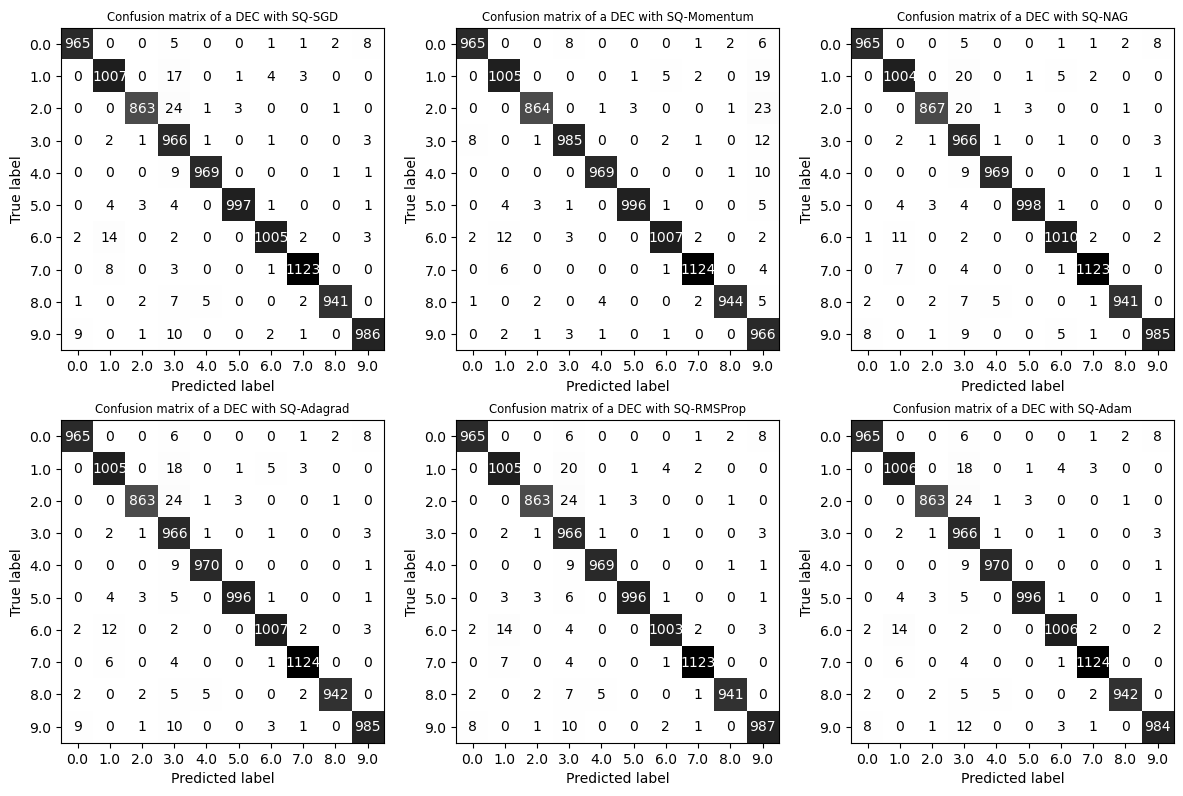 Confusion matrix of a DEC with SQ-SGD
0.0 965 0 0 5 0 0 1 1 2 8
1.0 0 1007 0 17 0 1 4 3 0 0
2.0 0 0 863 24 1 3 0 0 1 0
3.0 0 2 1 966 1 0 1 0 0 3
4.0 0 0 0 9 969 0 0 0 1 1
5.0 0 4 3 4 0 997 1 0 0 1
6.0 2 14 0 2 0 0 1005 2 0 3
7.0 0 8 0 3 0 0 1 1123 0 0
8.0 1 0 2 7 5 0 0 2 941 0
9.0 9 0 1 10 0 0 2 1 0 986
0.0 1.0 2.0 3.0 4.0 5.0 6.0 7.0 8.0 9.0
Predicted label
True label
Confusion matrix of a DEC with SQ-Momentum
0.0 965 0 0 8 0 0 0 1 2 6
1.0 0 1005 0 0 0 1 5 2 0 19
2.0 0 0 864 0 1 3 0 0 1 23
3.0 8 0 1 985 0 0 2 1 0 12
4.0 0 0 0 0 969 0 0 0 1 10
5.0 0 4 3 1 0 996 1 0 0 5
6.0 2 12 0 3 0 0 1007 2 0 2
7.0 0 6 0 0 0 0 1 1124 0 4
8.0 1 0 2 0 4 0 0 2 944 5
9.0 0 2 1 3 1 0 1 0 0 966
0.0 1.0 2.0 3.0 4.0 5.0 6.0 7.0 8.0 9.0
Predicted label
True label
Confusion matrix of a DEC with SQ-NAG
0.0 965 0 0 5 0 0 1 1 2 8
1.0 0 1004 0 20 0 1 5 2 0 0
2.0 0 0 867 20 1 3 0 0 1 0
3.0 0 2 1 966 1 0 1 0 0 3
4.0 0 0 0 9 969 0 0 0 1 1
5.0 0 4 3 4 0 998 1 0 0 0
6.0 1 11 0 2 0 0 1010 2 0 2
7.0 0 7 0 4 0 0 1 1123 0 0
8.0 2 0 2 7 5 0 0 1 941 0
9.0 8 0 1 9 0 0 5 1 0 985
0.0 1.0 2.0 3.0 4.0 5.0 6.0 7.0 8.0 9.0
Predicted label
True label
Confusion matrix of a DEC with SQ-Adagrad
0.0 965 0 0 6 0 0 0 1 2 8
1.0 0 1005 0 18 0 1 5 3 0 0
2.0 0 0 863 24 1 3 0 0 1 0
3.0 0 2 1 966 1 0 1 0 0 3
4.0 0 0 0 9 970 0 0 0 0 1
5.0 0 4 3 5 0 996 1 0 0 1
6.0 2 12 0 2 0 0 1007 2 0 3
7.0 0 6 0 4 0 0 1 1124 0 0
8.0 2 0 2 5 5 0 0 2 942 0
9.0 9 0 1 10 0 0 3 1 0 985
0.0 1.0 2.0 3.0 4.0 5.0 6.0 7.0 8.0 9.0
Predicted label
True label
Confusion matrix of a DEC with SQ-RMSProp
0.0 965 0 0 6 0 0 0 1 2 8
1.0 0 1005 0 20 0 1 4 2 0 0
2.0 0 0 863 24 1 3 0 0 1 0
3.0 0 2 1 966 1 0 1 0 0 3
4.0 0 0 0 9 969 0 0 0 1 1
5.0 0 3 3 6 0 996 1 0 0 1
6.0 2 14 0 4 0 0 1003 2 0 3
7.0 0 7 0 4 0 0 1 1123 0 0
8.0 2 0 2 7 5 0 0 1 941 0
9.0 8 0 1 10 0 0 2 1 0 987
0.0 1.0 2.0 3.0 4.0 5.0 6.0 7.0 8.0 9.0
Predicted label
True label
Confusion matrix of a DEC with SQ-Adam
0.0 965 0 0 6 0 0 0 1 2 8
1.0 0 1006 0 18 0 1 4 3 0 0
2.0 0 0 863 24 1 3 0 0 1 0
3.0 0 2 1 966 1 0 1 0 0 3
4.0 0 0 0 9 970 0 0 0 0 1
5.0 0 4 3 5 0 996 1 0 0 1
6.0 2 14 0 2 0 0 1006 2 0 2
7.0 0 6 0 4 0 0 1 1124 0 0
8.0 2 0 2 5 5 0 0 2 942 0
9.0 8 0 1 12 0 0 3 1 0 984
0.0 1.0 2.0 3.0 4.0 5.0 6.0 7.0 8.0 9.0
Predicted label
True label